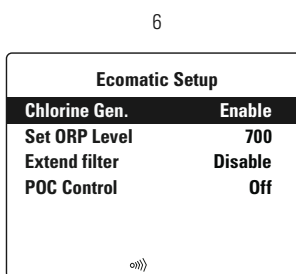 6
Ecomatic Setup
Chlorine Gen. Enable
Set ORP Level 700
Extend filter Disable
POC Control Off